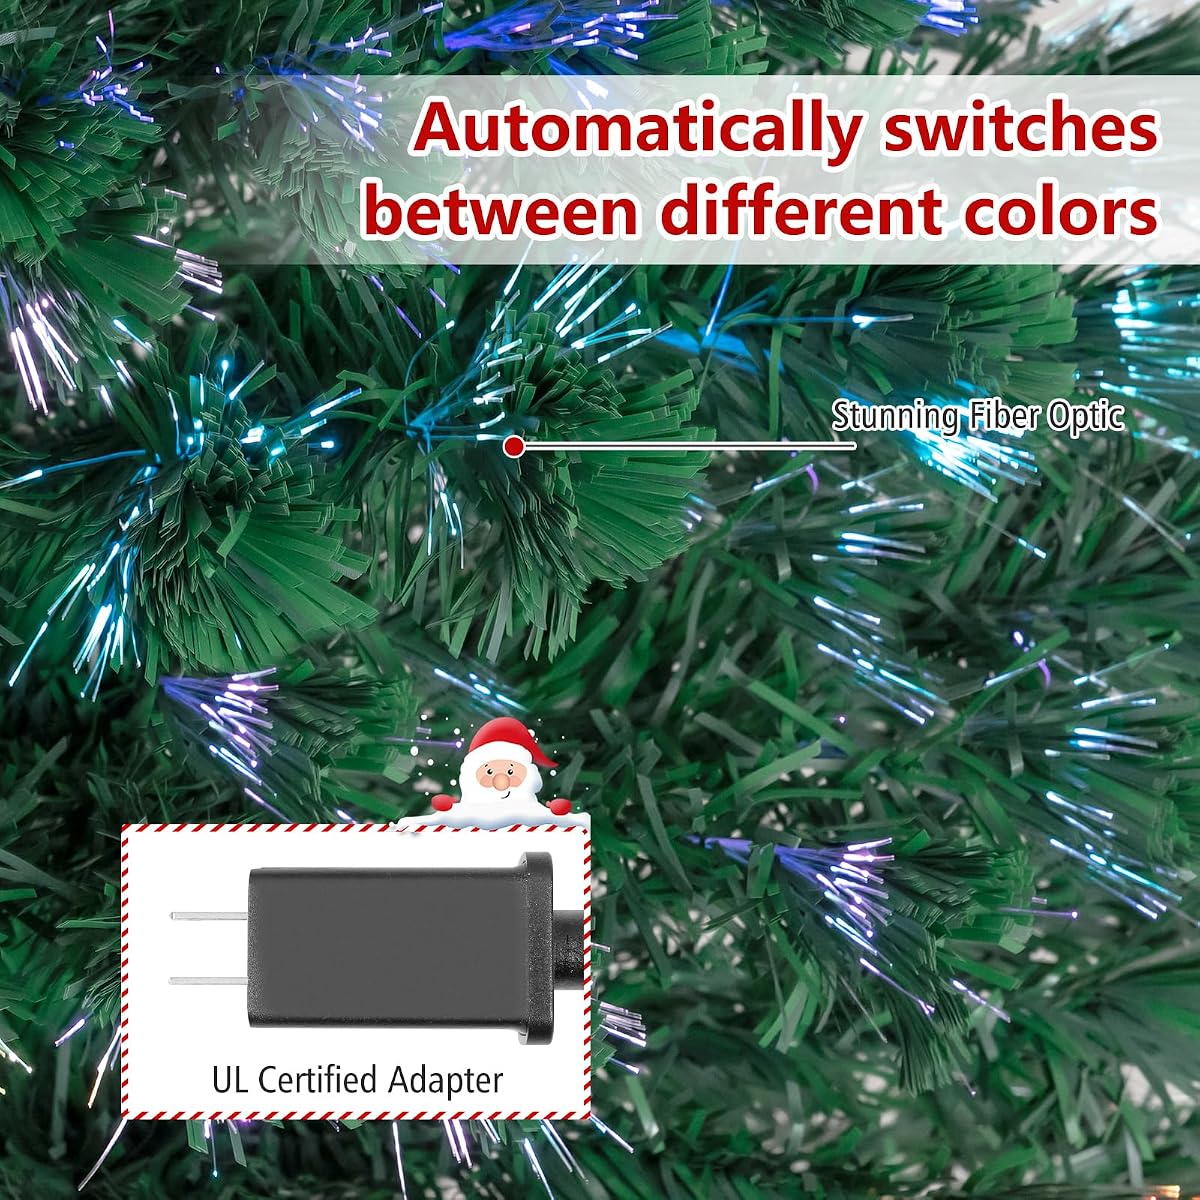 Automatically switches
between different colors
Stunning Fiber Optic
UL Certified Adapter